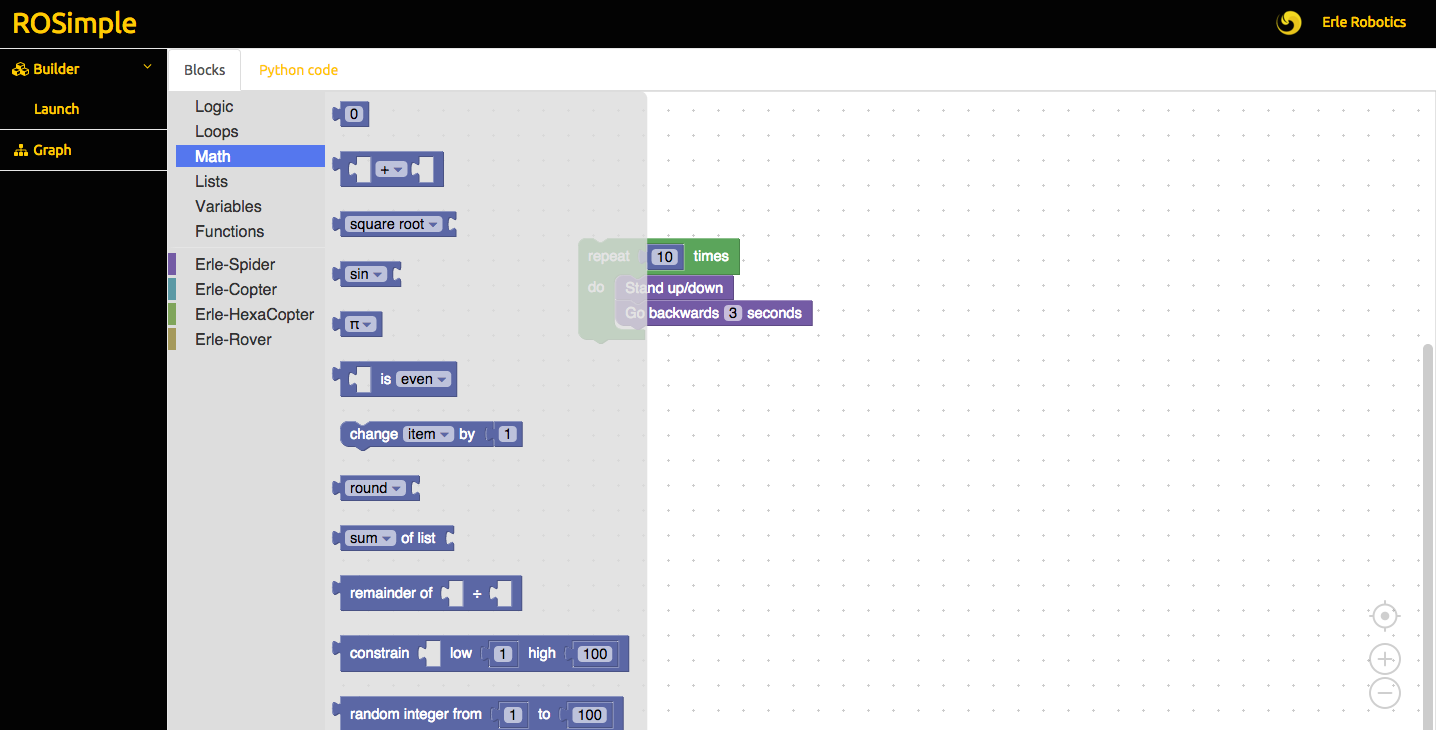 ROSimple
Erle Robotics
Builder
Launch
Graph
Blocks
Python code
Logic
Loops
Math
Lists
Variables
Functions
Erle-Spider
Erle-Copter
Erle-HexaCopter
Erle-Rover
0
+
square root
sin
π
is even
change item by 1
round
sum of list
remainder of ÷
constrain low 1 high 100
random integer from 1 to 100
repeat 10 times
do Stand up/down
Go backwards 3 seconds